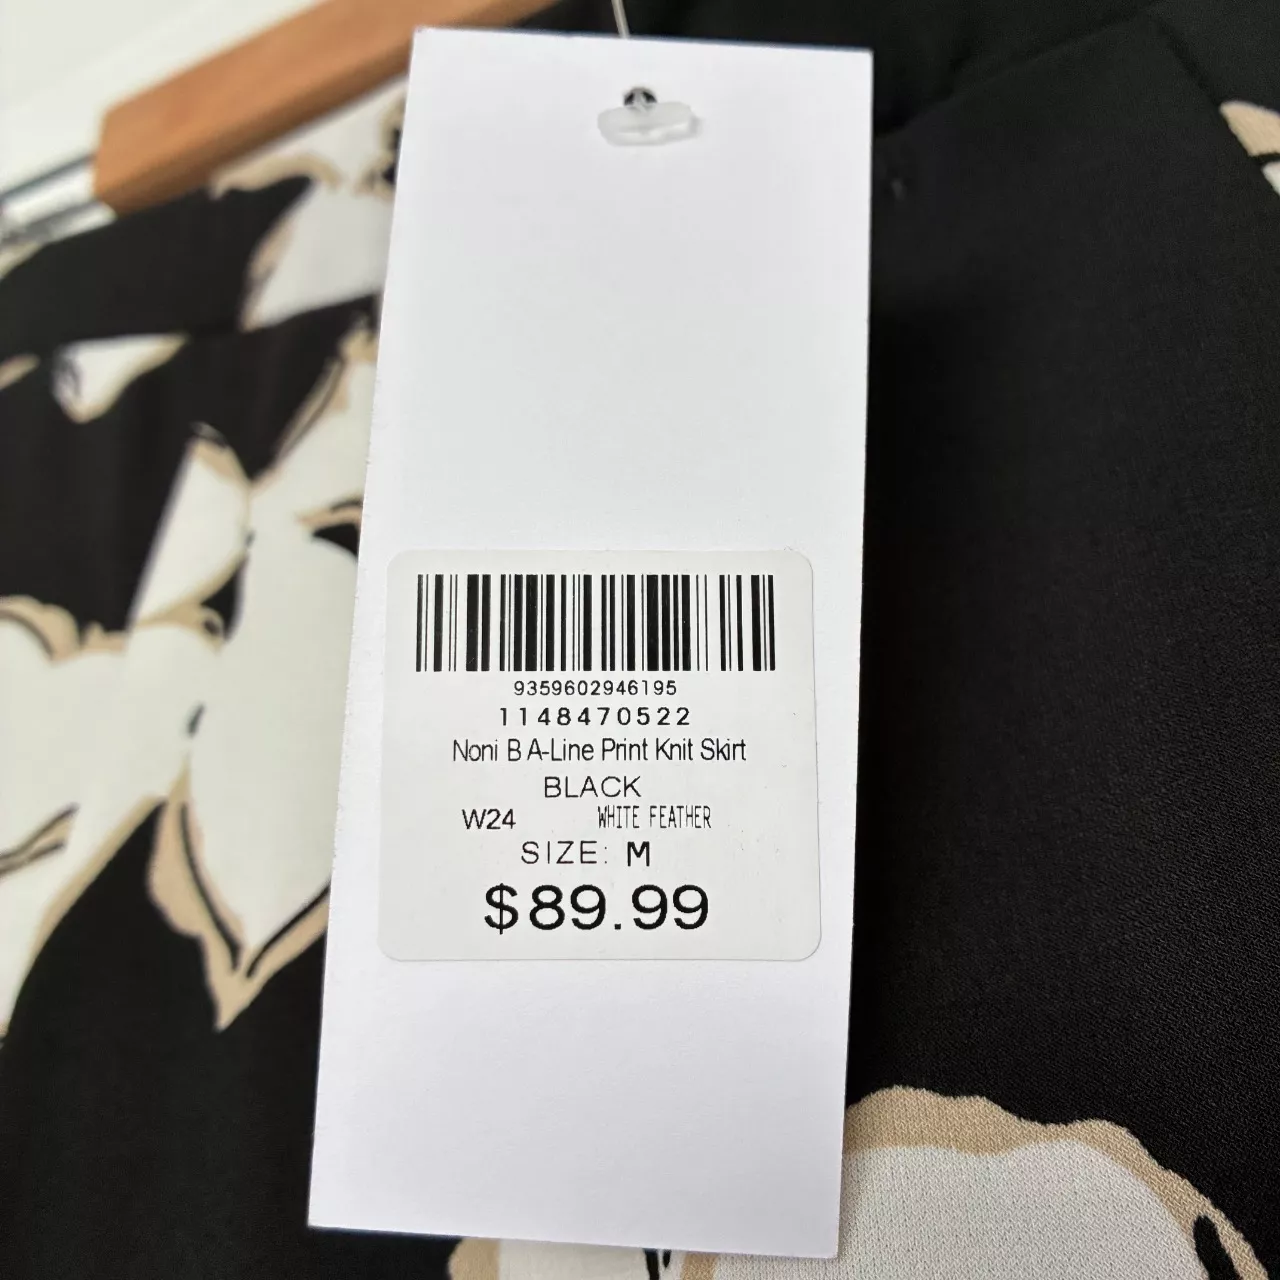 9359602946195
1148470522
Noni B A-Line Print Knit Skirt
BLACK
W24 WHITE FEATHER
SIZE: M
$89.99